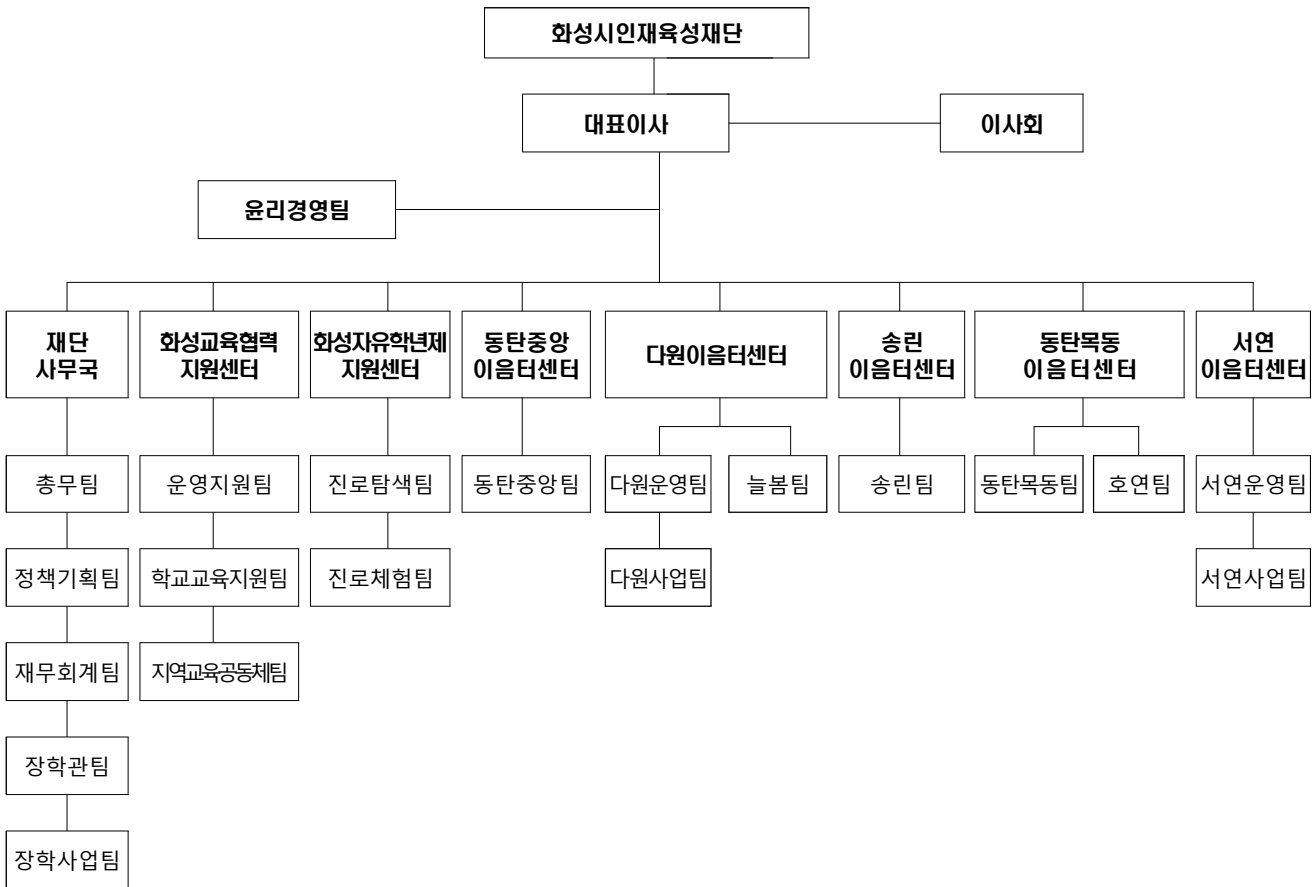 화성시인재육성재단
대표이사
이사회
윤리경영팀
재단
사무국
화성교육협력
지원센터
화성자유학년제
지원센터
동탄중앙
이음터센터
다원이음터센터
송린
이음터센터
동탄목동
이음터센터
서연
이음터센터
총무팀
운영지원팀
진로탐색팀
동탄중앙팀
다원운영팀
늘봄팀
송린팀
동탄목동팀
호연팀
서연운영팀
정책기획팀
학교교육지원팀
진로체험팀
다원사업팀
서연사업팀
재무회계팀
지역교육공동체팀
장학관팀
장학사업팀